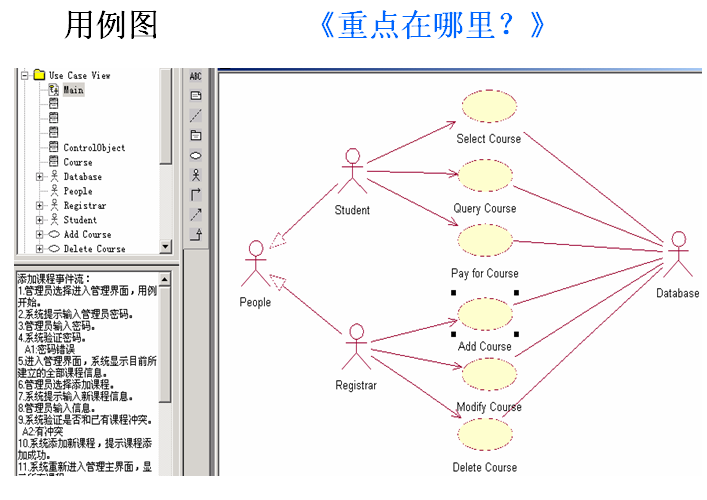 用例图
《重点在哪里？》
Use Case View
Main
ControlObject
Course
Database
People
Registrar
Student
Add Course
Delete Course
ABC
添加课程事件流：
1.管理员选择进入管理界面，用例
开始。
2.系统提示输入管理员密码。
3.管理员输入密码。
4.系统验证密码。
A1:密码错误
5.进入管理界面，系统显示目前所
建立的全部课程信息。
6.管理员选择添加课程。
7.系统提示输入新课程信息。
8.管理员输入信息。
9.系统验证是否和已有课程冲突。
A2:有冲突
10.系统添加新课程，提示课程添
加成功。
11.系统重新进入管理主界面，显
Select Course
Student
Query Course
Pay for Course
People
Database
Add Course
Registrar
Modify Course
Delete Course